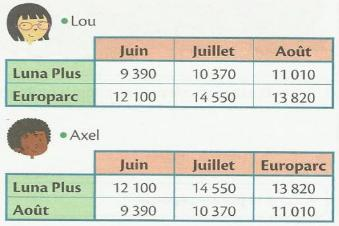 • Lou
Juin Juillet Août
Luna Plus 9 390 10 370 11 010
Europarc 12 100 14 550 13 820
• Axel
Juin Juillet Europarc
Luna Plus 12 100 14 550 13 820
Août 9 390 10 370 11 010